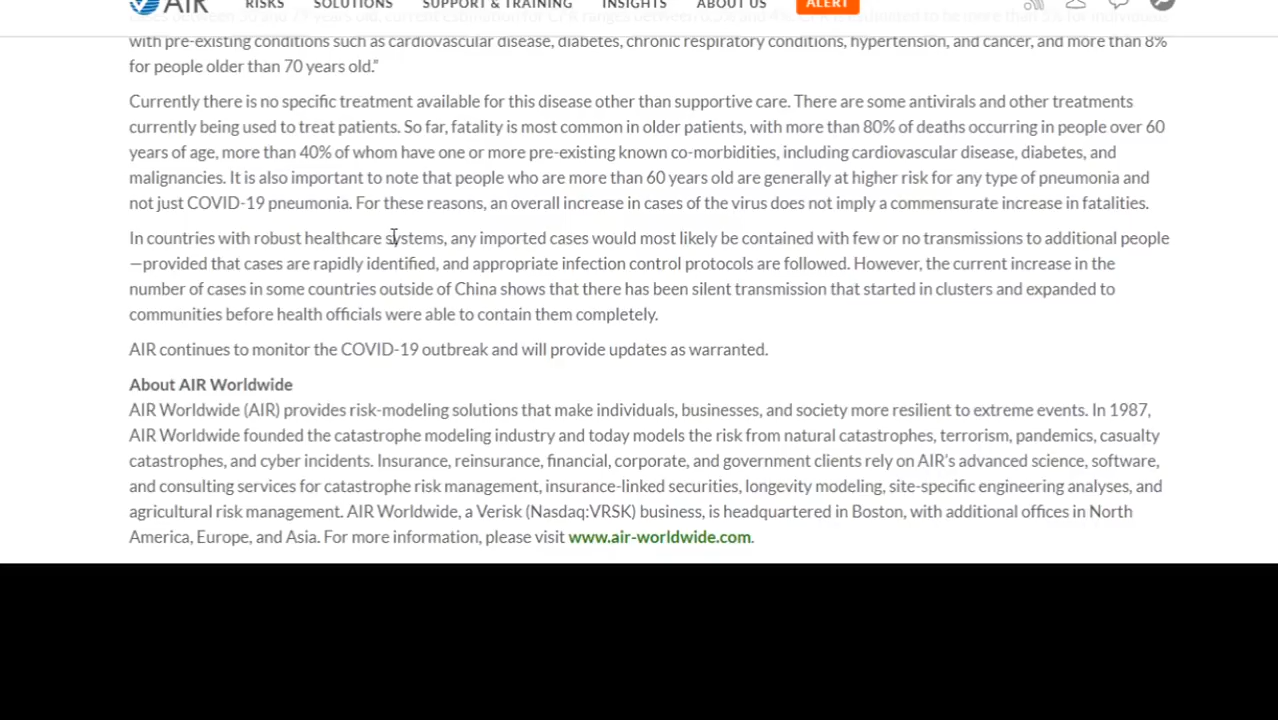 AIR RISKS SOLUTIONS SUPPORT & TRAINING INSIGHTS ABOUT US ALERT
with pre-existing conditions such as cardiovascular disease, diabetes, chronic respiratory conditions, hypertension, and cancer, and more than 8%
for people older than 70 years old.”
Currently there is no specific treatment available for this disease other than supportive care. There are some antivirals and other treatments
currently being used to treat patients. So far, fatality is most common in older patients, with more than 80% of deaths occurring in people over 60
years of age, more than 40% of whom have one or more pre-existing known co-morbidities, including cardiovascular disease, diabetes, and
malignancies. It is also important to note that people who are more than 60 years old are generally at higher risk for any type of pneumonia and
not just COVID-19 pneumonia. For these reasons, an overall increase in cases of the virus does not imply a commensurate increase in fatalities.
In countries with robust healthcare systems, any imported cases would most likely be contained with few or no transmissions to additional people
—provided that cases are rapidly identified, and appropriate infection control protocols are followed. However, the current increase in the
number of cases in some countries outside of China shows that there has been silent transmission that started in clusters and expanded to
communities before health officials were able to contain them completely.
AIR continues to monitor the COVID-19 outbreak and will provide updates as warranted.
About AIR Worldwide
AIR Worldwide (AIR) provides risk-modeling solutions that make individuals, businesses, and society more resilient to extreme events. In 1987,
AIR Worldwide founded the catastrophe modeling industry and today models the risk from natural catastrophes, terrorism, pandemics, casualty
catastrophes, and cyber incidents. Insurance, reinsurance, financial, corporate, and government clients rely on AIR’s advanced science, software,
and consulting services for catastrophe risk management, insurance-linked securities, longevity modeling, site-specific engineering analyses, and
agricultural risk management. AIR Worldwide, a Verisk (Nasdaq:VRSK) business, is headquartered in Boston, with additional offices in North
America, Europe, and Asia. For more information, please visit www.air-worldwide.com.